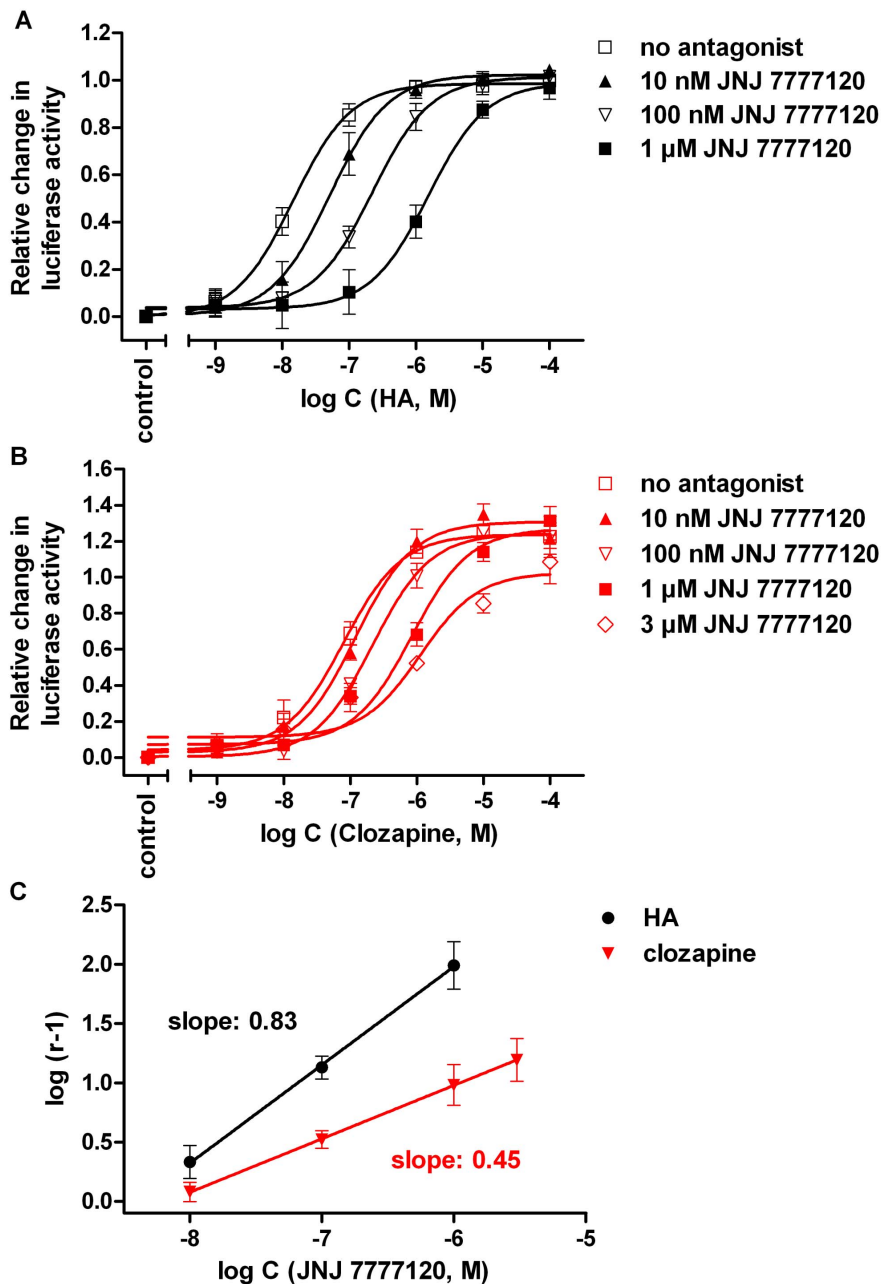 A
Relative change in
luciferase activity
1.2
1.0
0.8
0.6
0.4
0.2
0.0
control
-9
-8
-7
-6
-5
-4
log C (HA, M)
no antagonist
10 nM JNJ 7777120
100 nM JNJ 7777120
1 µM JNJ 7777120
B
Relative change in
luciferase activity
1.6
1.4
1.2
1.0
0.8
0.6
0.4
0.2
0.0
control
-9
-8
-7
-6
-5
-4
log C (Clozapine, M)
no antagonist
10 nM JNJ 7777120
100 nM JNJ 7777120
1 µM JNJ 7777120
3 µM JNJ 7777120
C
log (r-1)
2.5
2.0
1.5
1.0
0.5
0.0
slope: 0.83
slope: 0.45
-8
-7
-6
-5
log C (JNJ 7777120, M)
HA
clozapine